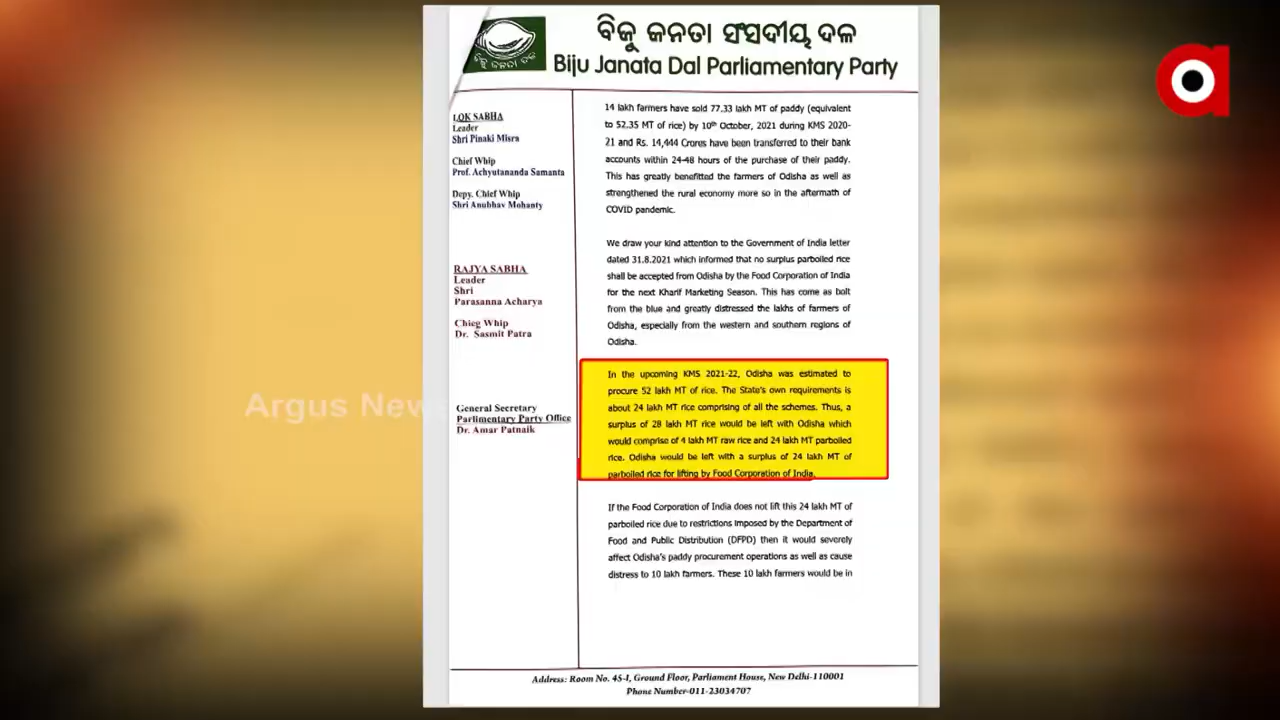 ବିଜୁ ଜନତା ସଂସଦୀୟ ଦଳ
Biju Janata Dal Parliamentary Party
ବିଜୁ ଜନତା ଦଳ
LOK SABHA
Leader
Shri Pinaki Misra
Chief Whip
Prof. Achyutananda Samanta
Depy. Chief Whip
Shri Anubhav Mohanty
RAJYA SABHA
Leader
Shri
Parasanna Acharya
Chieg Whip
Dr. Sasmit Patra
General Secretary
Parlimentary Party Office
Dr. Amar Patnaik
14 lakh farmers have sold 77.33 lakh MT of paddy (equivalent
to 52.35 MT of rice) by 10th October, 2021 during KMS 2020-
21 and Rs. 14,444 Crores have been transferred to their bank
accounts within 24-48 hours of the purchase of their paddy.
This has greatly benefitted the farmers of Odisha as well as
strengthened the rural economy more so in the aftermath of
COVID pandemic.
We draw your kind attention to the Government of India letter
dated 31.8.2021 which informed that no surplus parboiled rice
shall be accepted from Odisha by the Food Corporation of India
for the next Kharif Marketing Season. This has come as bolt
from the blue and greatly distressed the lakhs of farmers of
Odisha, especially from the western and southern regions of
Odisha.
In the upcoming KMS 2021-22, Odisha was estimated to
procure 52 lakh MT of rice. The State's own requirements is
about 24 lakh MT rice comprising of all the schemes. Thus, a
surplus of 28 lakh MT rice would be left with Odisha which
would comprise of 4 lakh MT raw rice and 24 lakh MT parboiled
rice. Odisha would be left with a surplus of 24 lakh MT of
parboiled rice for lifting by Food Corporation of India.
If the Food Corporation of India does not lift this 24 lakh MT of
parboiled rice due to restrictions imposed by the Department of
Food and Public Distribution (DFPD) then it would severely
affect Odisha's paddy procurement operations as well as cause
distress to 10 lakh farmers. These 10 lakh farmers would be in
Address: Room No. 45-I, Ground Floor, Parliament House, New Delhi-110001
Phone Number-011-23034707
Argus News